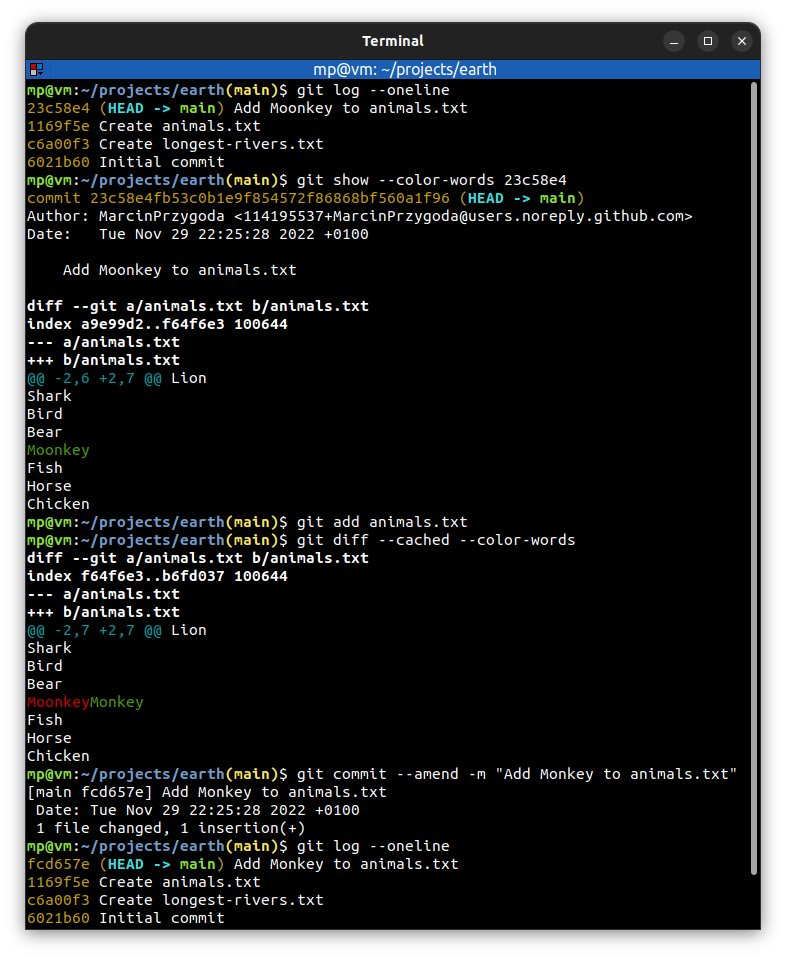 Terminal
mp@vm: ~/projects/earth
mp@vm:~/projects/earth(main)$ git log --oneline
23c58e4 (HEAD -> main) Add Moonkey to animals.txt
1169f5e Create animals.txt
c6a00f3 Create longest-rivers.txt
6021b60 Initial commit
mp@vm:~/projects/earth(main)$ git show --color-words 23c58e4
commit 23c58e4fb53c0b1e9f854572f86868bf560a1f96 (HEAD -> main)
Author: MarcinPrzygoda <114195537+MarcinPrzygoda@users.noreply.github.com>
Date:   Tue Nov 29 22:25:28 2022 +0100
    Add Moonkey to animals.txt
diff --git a/animals.txt b/animals.txt
index a9e99d2..f64f6e3 100644
--- a/animals.txt
+++ b/animals.txt
@@ -2,6 +2,7 @@ Lion
Shark
Bird
Bear
Moonkey
Fish
Horse
Chicken
mp@vm:~/projects/earth(main)$ git add animals.txt
mp@vm:~/projects/earth(main)$ git diff --cached --color-words
diff --git a/animals.txt b/animals.txt
index f64f6e3..b6fd037 100644
--- a/animals.txt
+++ b/animals.txt
@@ -2,7 +2,7 @@ Lion
Shark
Bird
Bear
MoonkeyMonkey
Fish
Horse
Chicken
mp@vm:~/projects/earth(main)$ git commit --amend -m "Add Monkey to animals.txt"
[main fcd657e] Add Monkey to animals.txt
 Date: Tue Nov 29 22:25:28 2022 +0100
 1 file changed, 1 insertion(+)
mp@vm:~/projects/earth(main)$ git log --oneline
fcd657e (HEAD -> main) Add Monkey to animals.txt
1169f5e Create animals.txt
c6a00f3 Create longest-rivers.txt
6021b60 Initial commit